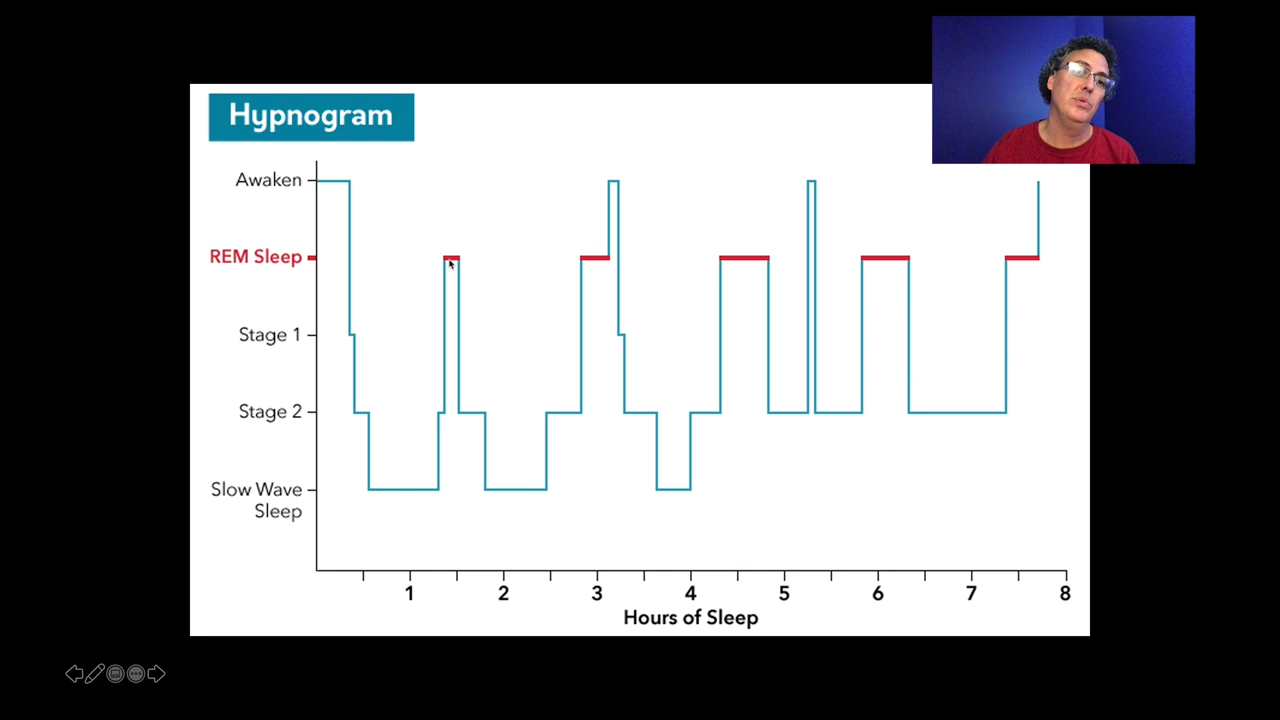 Hypnogram
Awaken
REM Sleep
Stage 1
Stage 2
Slow Wave
Sleep
1 2 3 4 5 6 7 8
Hours of Sleep